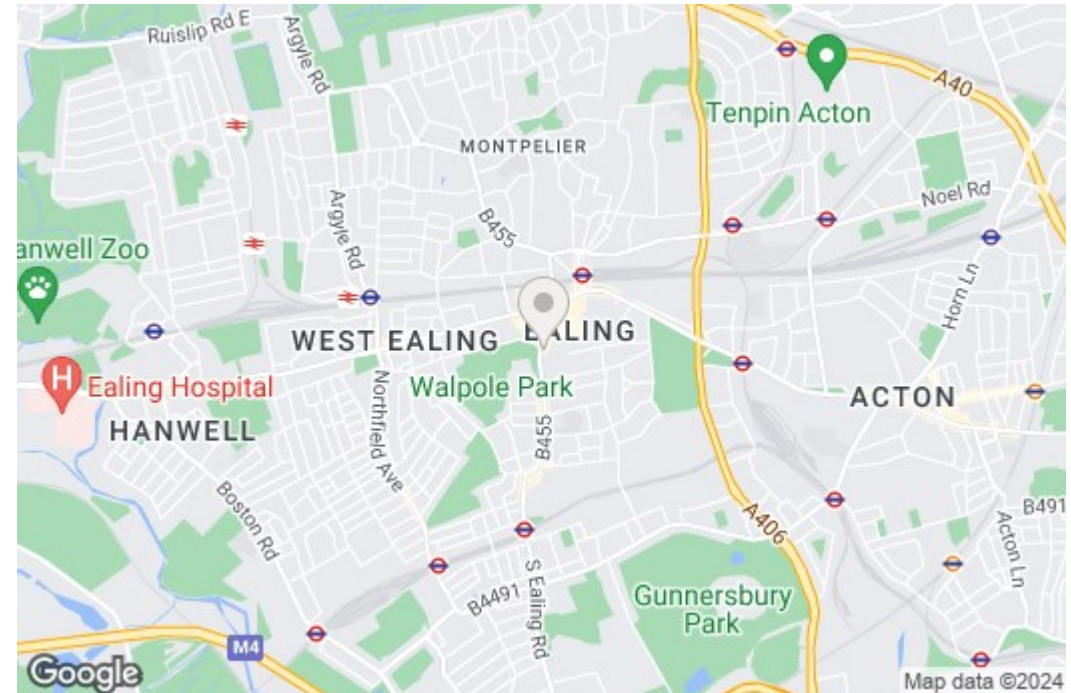 Ruislip Rd E
Argyle Rd
A40
Tenpin Acton
MONTPELIER
Noel Rd
Argyle Rd
B455
anwell Zoo
Horn Ln
WEST EALING
EALING
H
Ealing Hospital
Walpole Park
ACTON
HANWELL
Northfield Ave
B455
Boston Rd
A406
B491
Acton Ln
B4491
S Ealing Rd
Gunnersbury
Park
M4
Google
Map data ©2024